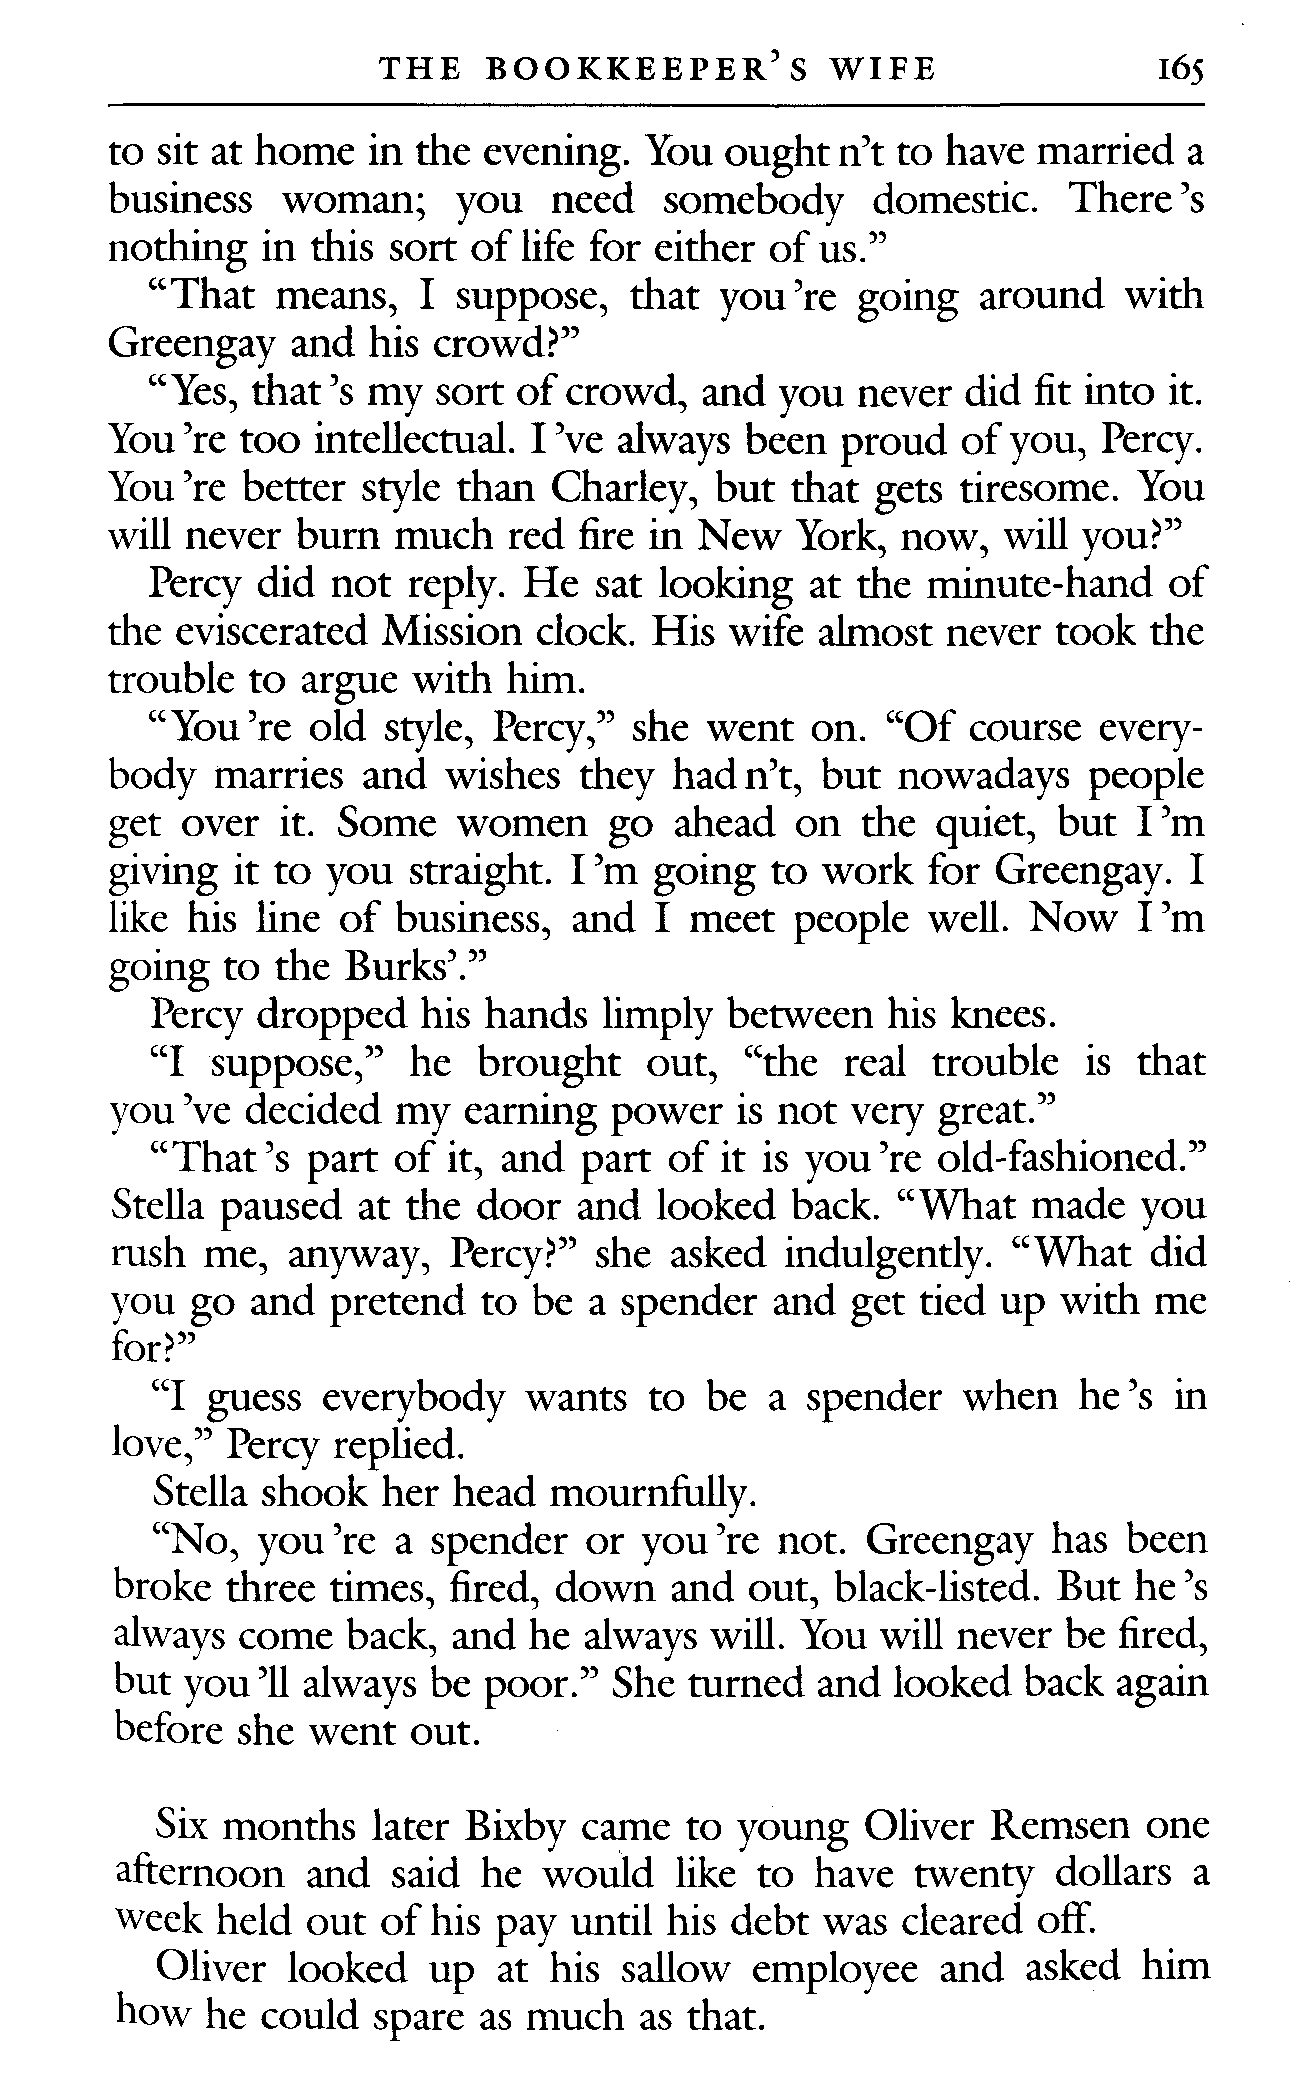 THE BOOKKEEPER'S WIFE 165
to sit at home in the evening. You ought n't to have married a
business woman; you need somebody domestic. There 's
nothing in this sort of life for either of us.”
“That means, I suppose, that you 're going around with
Greengay and his crowd?”
“Yes, that 's my sort of crowd, and you never did fit into it.
You 're too intellectual. I 've always been proud of you, Percy.
You 're better style than Charley, but that gets tiresome. You
will never burn much red fire in New York, now, will you?”
Percy did not reply. He sat looking at the minute-hand of
the eviscerated Mission clock. His wife almost never took the
trouble to argue with him.
“You 're old style, Percy,” she went on. “Of course every-
body marries and wishes they had n't, but nowadays people
get over it. Some women go ahead on the quiet, but I 'm
giving it to you straight. I 'm going to work for Greengay. I
like his line of business, and I meet people well. Now I 'm
going to the Burks'.”
Percy dropped his hands limply between his knees.
“I suppose,” he brought out, “the real trouble is that
you 've decided my earning power is not very great.”
“That 's part of it, and part of it is you 're old-fashioned.”
Stella paused at the door and looked back. “What made you
rush me, anyway, Percy?” she asked indulgently. “What did
you go and pretend to be a spender and get tied up with me
for?”
“I guess everybody wants to be a spender when he 's in
love,” Percy replied.
Stella shook her head mournfully.
“No, you 're a spender or you 're not. Greengay has been
broke three times, fired, down and out, black-listed. But he 's
always come back, and he always will. You will never be fired,
but you 'll always be poor.” She turned and looked back again
before she went out.
Six months later Bixby came to young Oliver Remsen one
afternoon and said he would like to have twenty dollars a
week held out of his pay until his debt was cleared off.
Oliver looked up at his sallow employee and asked him
how he could spare as much as that.